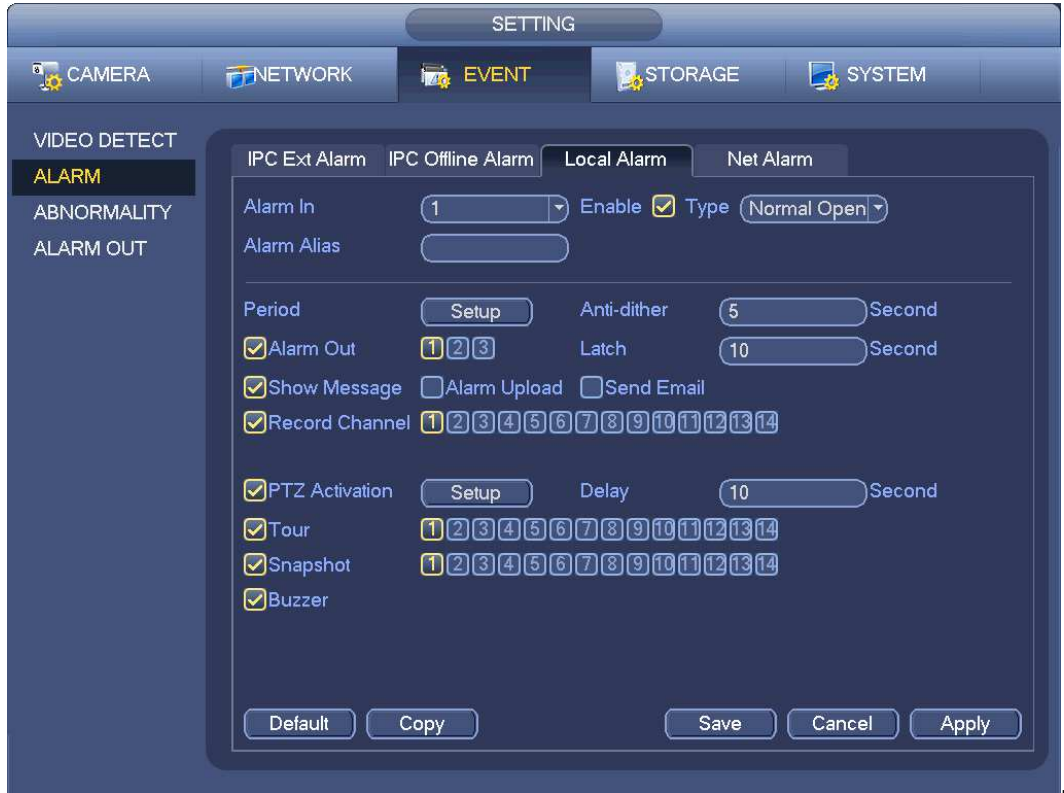 SETTING
CAMERA NETWORK EVENT STORAGE SYSTEM
VIDEO DETECT
ALARM
ABNORMALITY
ALARM OUT
IPC Ext Alarm IPC Offline Alarm Local Alarm Net Alarm
Alarm In 1 Enable Type Normal Open
Alarm Alias
Period Setup Anti-dither 5 Second
Alarm Out 1 2 3 Latch 10 Second
Show Message Alarm Upload Send Email
Record Channel 1 2 3 4 5 6 7 8 9 10 11 12 13 14
PTZ Activation Setup Delay 10 Second
Tour 1 2 3 4 5 6 7 8 9 10 11 12 13 14
Snapshot 1 2 3 4 5 6 7 8 9 10 11 12 13 14
Buzzer
Default Copy Save Cancel Apply